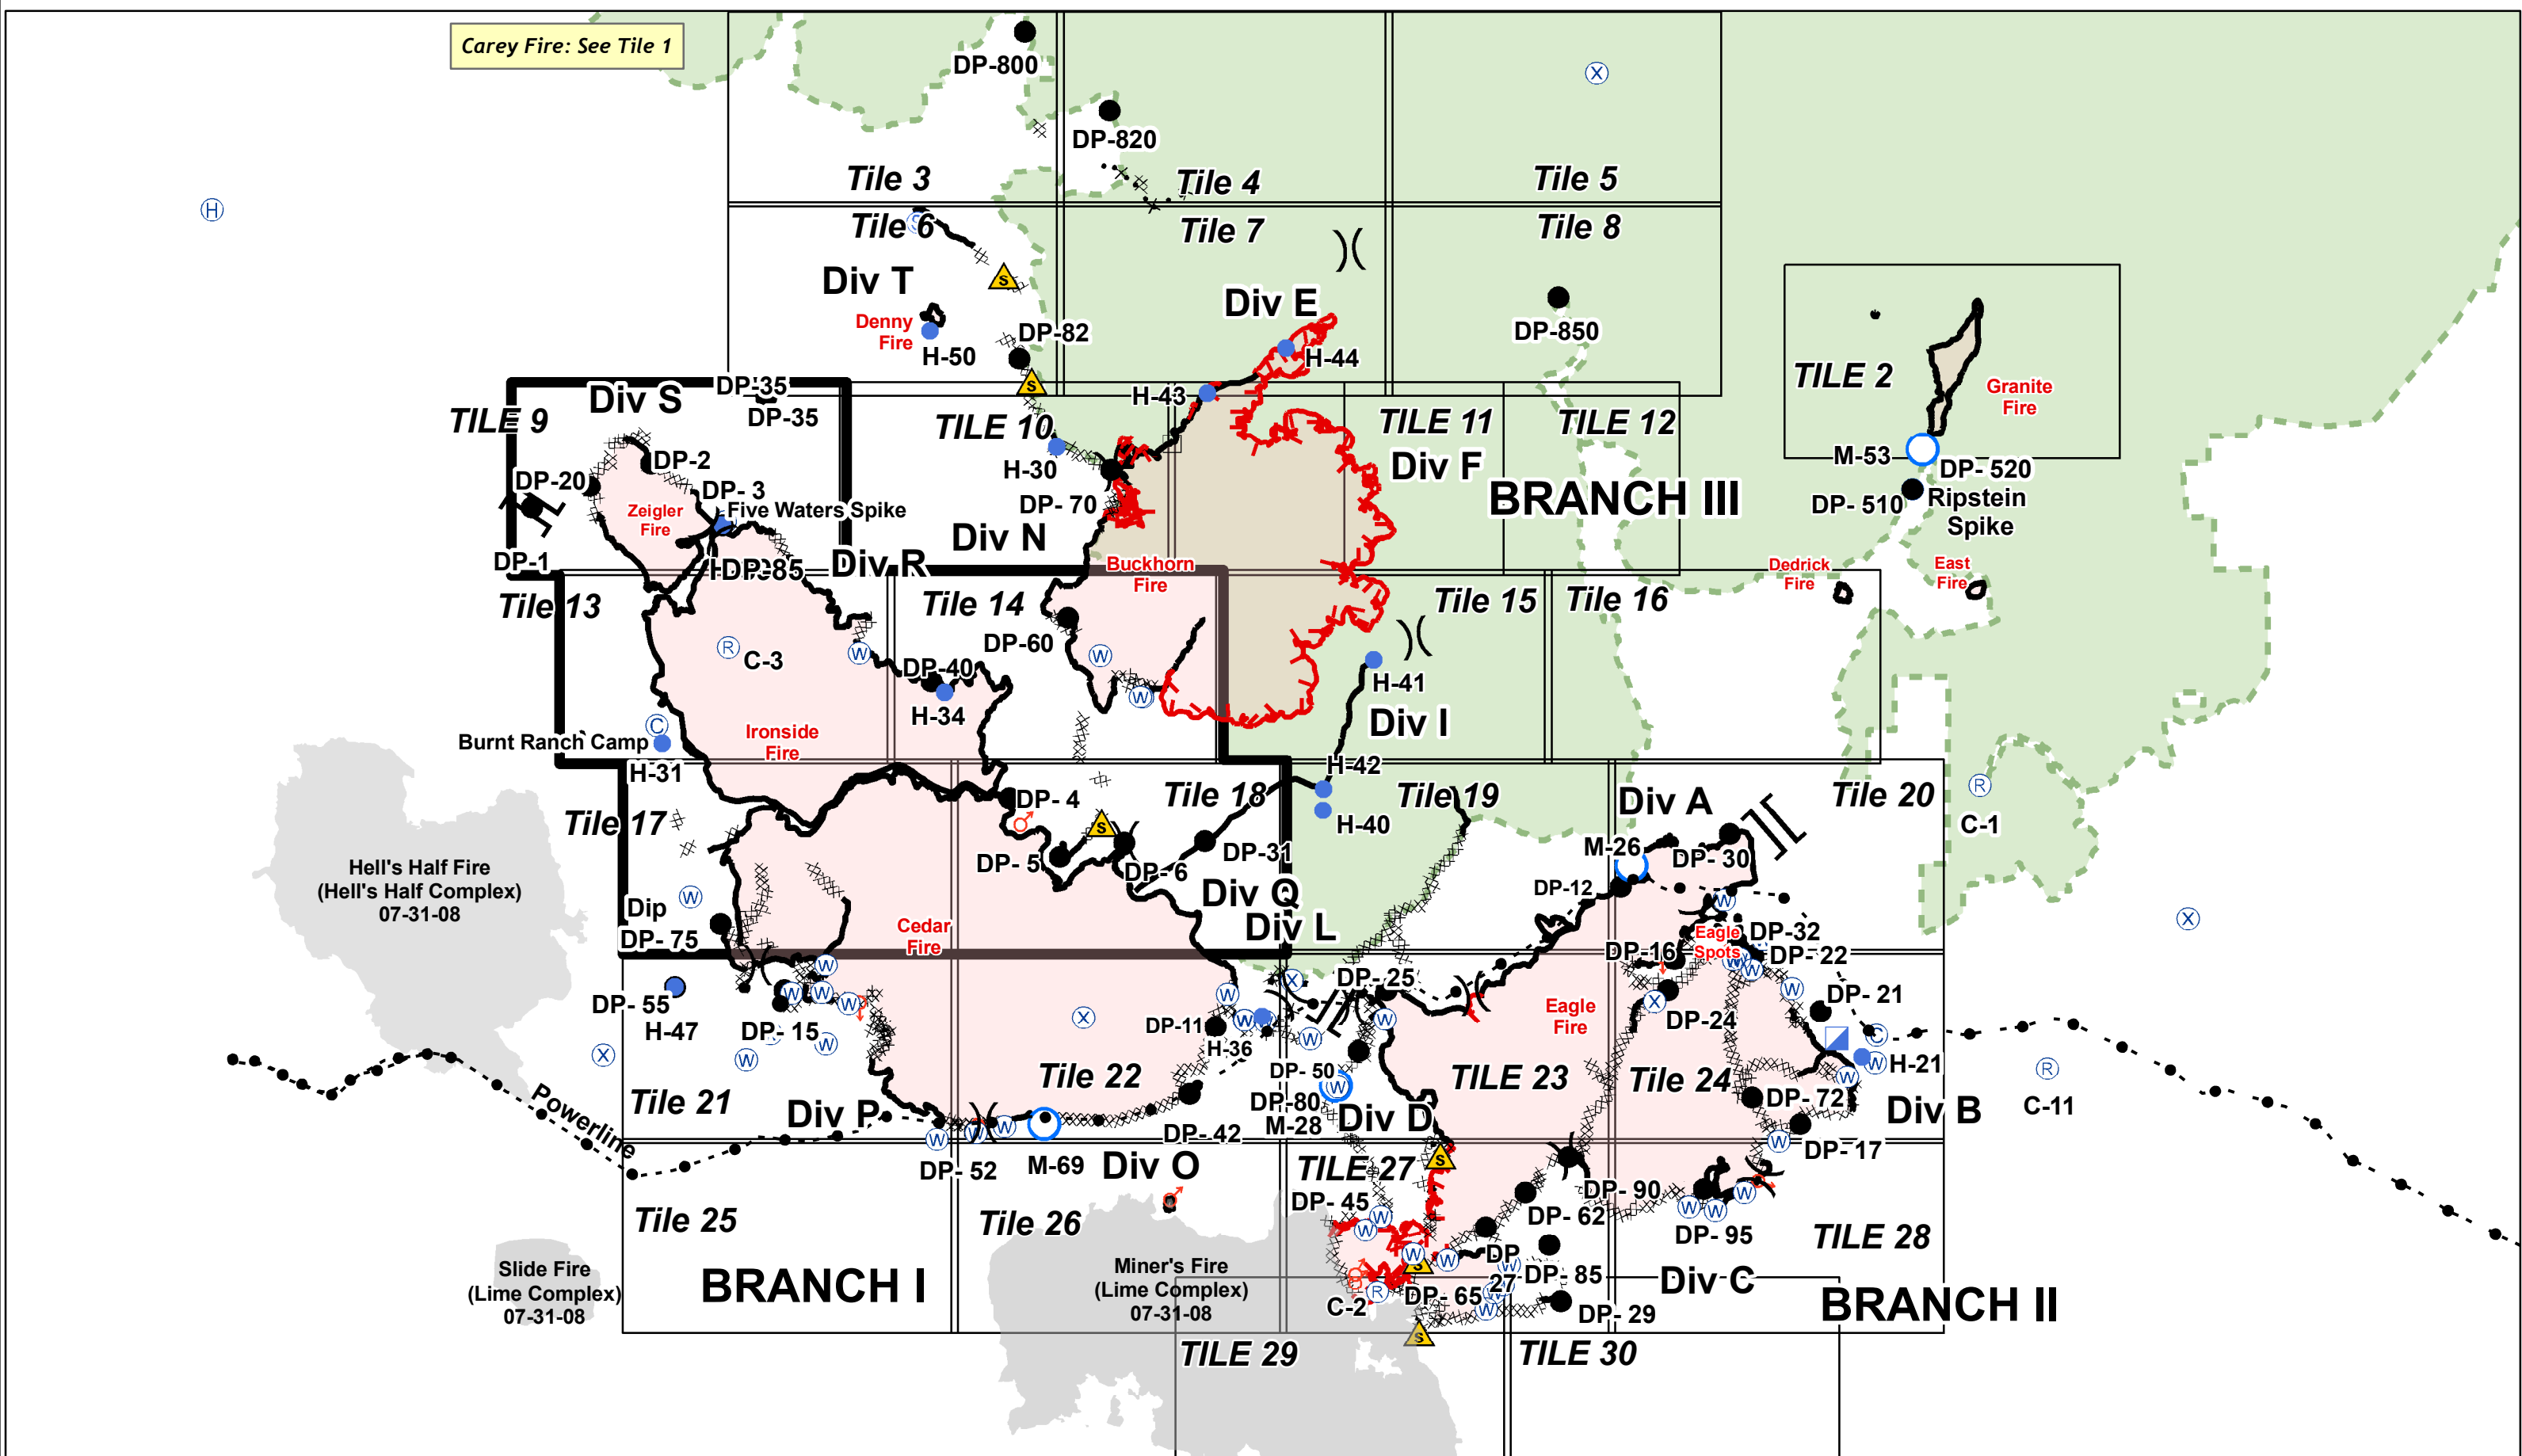 Carey Fire: See Tile 1
DP-800
X
DP-820
Tile 3
Tile 4
Tile 5
H
Tile 6
Tile 7
Tile 8
Div T
S
Div E
Denny
Fire
H-50
DP-82
S
H-44
DP-850
TILE 2
Granite
Fire
DP-35
DP-35
Div S
TILE 9
H-43
TILE 10
TILE 11
TILE 12
DP-2
DP-20
DP- 3
H-30
Div F
M-53
DP- 520
DP- 510
Ripstein
Spike
BRANCH III
DP- 70
Five Waters Spike
Zeigler
Fire
Div N
DP-1
DP-85
Div R
Buckhorn
Fire
Dedrick
Fire
East
Fire
Tile 13
Tile 14
Tile 15
Tile 16
DP-60
R
C-3
W
W
DP-40
W
H-34
H-41
Div I
C
Burnt Ranch Camp
H-31
Ironside
Fire
H-42
H-40
Tile 17
Tile 18
Tile 19
Div A
Tile 20
R
C-1
DP- 4
S
DP- 5
DP- 6
DP-31
M-26
DP- 30
DP-12
Hell's Half Fire
(Hell's Half Complex)
07-31-08
W
Dip
DP- 75
Div Q
Div L
Cedar
Fire
W
DP-16
Eagle
Spots
DP-32
DP- 22
X
W
W
W
W
X
DP-25
W
W
DP- 55
H-47
DP- 15
W
W
W
X
X
W
DP-11
H-36
W
W
W
Eagle
Fire
X
DP-24
DP- 21
C
W
H-21
R
C-11
Tile 21
Tile 22
DP- 50
W
DP-80
M-28
TILE 23
Tile 24
W
DP- 72
Div B
Powerline
Div P
W
W
W
DP- 52
M-69
DP- 42
Div D
W
DP- 17
Div O
TILE 27
S
Tile 25
Tile 26
DP- 45
W
W
DP- 90
DP- 62
W
W
W
DP- 95
TILE 28
Slide Fire
(Lime Complex)
07-31-08
BRANCH I
Miner's Fire
(Lime Complex)
07-31-08
W
S
W
DP
27
W
DP- 85
Div C
C-2
R
DP- 65
W
DP- 29
BRANCH II
S
TILE 29
TILE 30